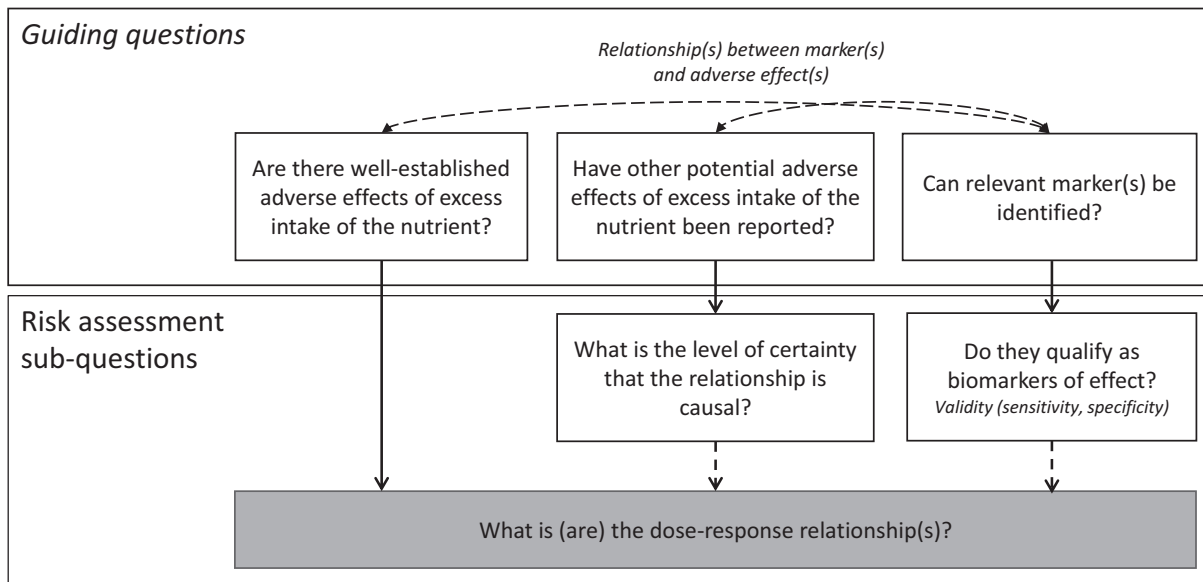 Guiding questions
Relationship(s) between marker(s)
and adverse effect(s)
Are there well-established
adverse effects of excess
intake of the nutrient?
Have other potential adverse
effects of excess intake of the
nutrient been reported?
Can relevant marker(s) be
identified?
Risk assessment
sub-questions
What is the level of certainty
that the relationship is
causal?
Do they qualify as
biomarkers of effect?
Validity (sensitivity, specificity)
What is (are) the dose-response relationship(s)?